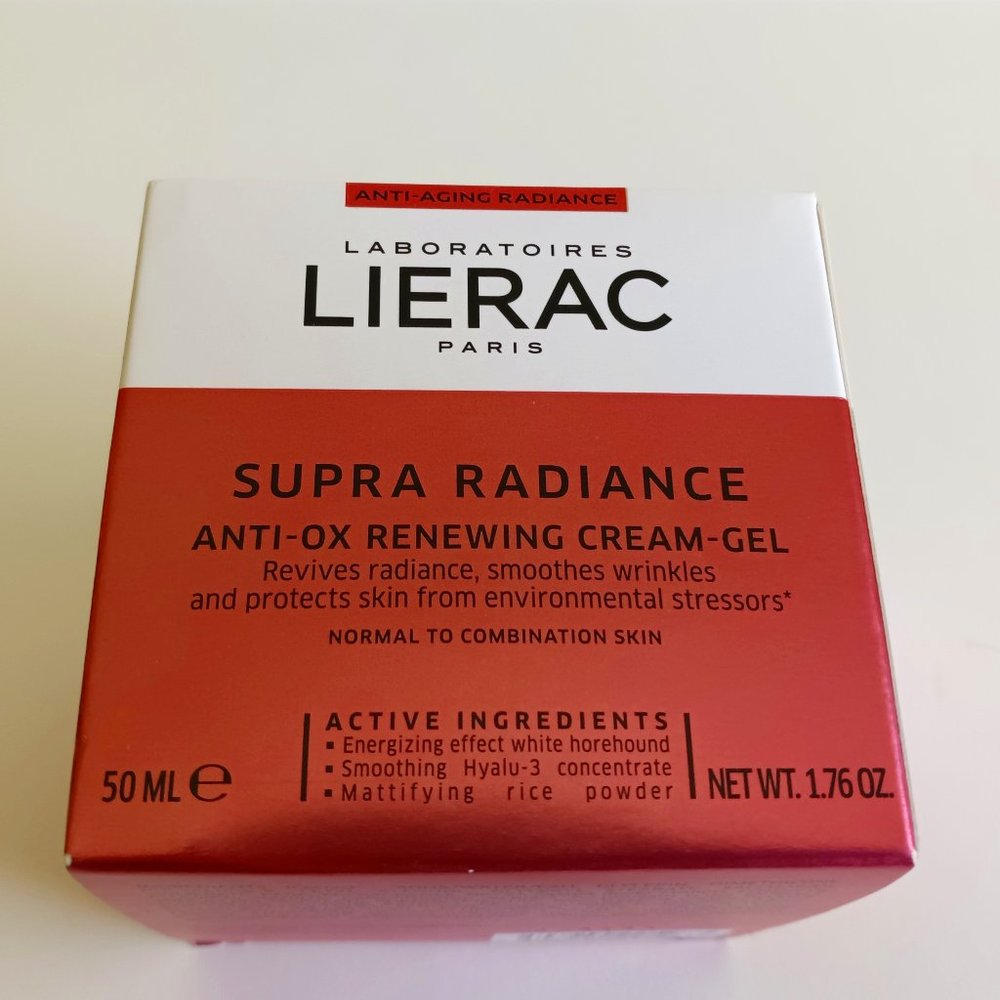 ANTI-AGING RADIANCE
LABORATOIRES
LIERAC
PARIS
SUPRA RADIANCE
ANTI-OX RENEWING CREAM-GEL
Revives radiance, smoothes wrinkles
and protects skin from environmental stressors*
NORMAL TO COMBINATION SKIN
ACTIVE INGREDIENTS
▪ Energizing effect white horehound
▪ Smoothing Hyalu-3 concentrate
▪ Mattifying rice powder
50 ML ℮
NET WT. 1.76 OZ.